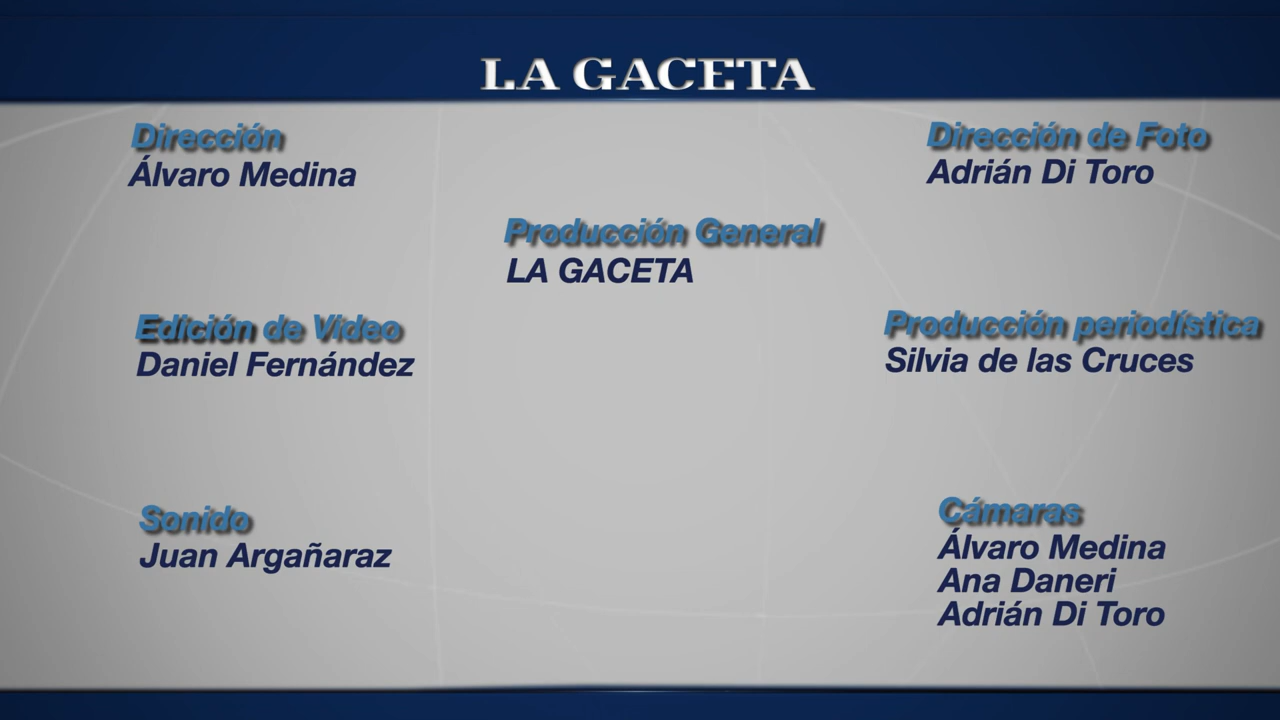 LA GACETA
Dirección
Álvaro Medina
Dirección de Foto
Adrián Di Toro
Producción General
LA GACETA
Edición de Video
Daniel Fernández
Producción periodística
Silvia de las Cruces
Sonido
Juan Argañaraz
Cámaras
Álvaro Medina
Ana Daneri
Adrián Di Toro